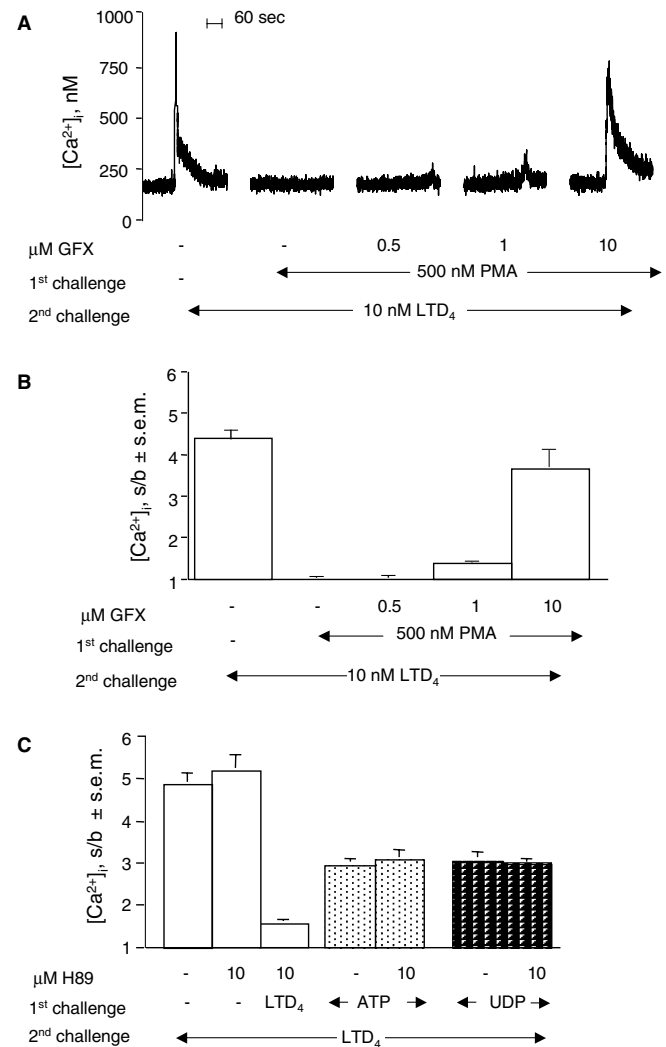 A
1000
60 sec
750
500
250
0
[Ca²⁺]ᵢ, nM
μM GFX - - 0.5 1 10
1st challenge - 500 nM PMA
2nd challenge 10 nM LTD₄
B
6
5
4
3
2
1
[Ca²⁺]ᵢ, s/b ± s.e.m.
μM GFX - - 0.5 1 10
1st challenge - 500 nM PMA
2nd challenge 10 nM LTD₄
C
6
5
4
3
2
1
[Ca²⁺]ᵢ, s/b ± s.e.m.
μM H89 - 10 10 - 10 - 10
1st challenge - - LTD₄ ATP UDP
2nd challenge LTD₄